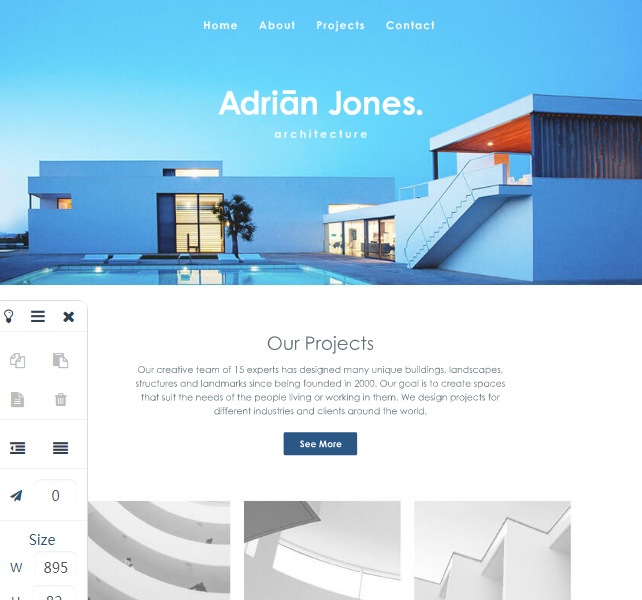 Home About Projects Contact
Adriān Jones.
architecture
Our Projects
Our creative team of 15 experts has designed many unique buildings, landscapes,
structures and landmarks since being founded in 2000. Our goal is to create spaces
that suit the needs of the people living or working in them. We design projects for
different industries and clients around the world.
See More
0
Size
W 895